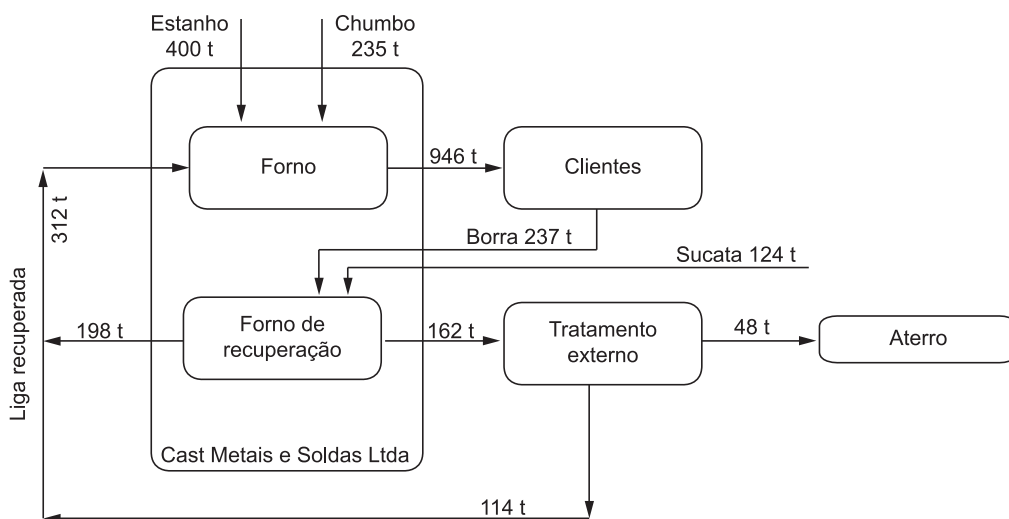 Estanho
400 t
Chumbo
235 t
Forno
946 t
Clientes
312 t
Borra 237 t
Sucata 124 t
Liga recuperada
198 t
Forno de
recuperação
162 t
Tratamento
externo
48 t
Aterro
Cast Metais e Soldas Ltda
114 t